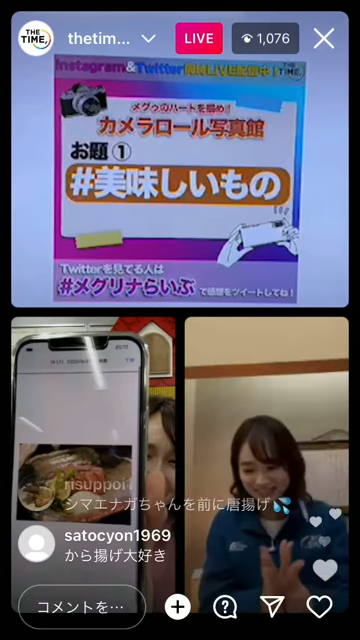 THE TIME,
thetim...
LIVE
1,076
Instagram&Twitter同時LIVE配信中!
THE TIME,
メグゥのハートを掴め!
カメラロール写真館
お題①
#美味しいもの
Twitterを見てる人は
#メグリナらいぶ で感想をツイートしてね!
risuppoi1
シマエナガちゃんを前に唐揚げ💦
satocyon1969
から揚げ大好き
コメントを…